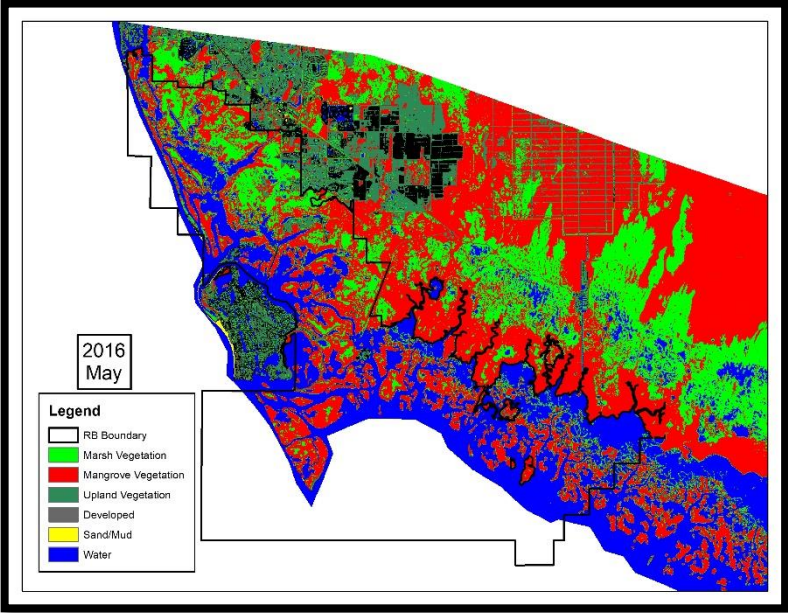 2016
May
Legend
RB Boundary
Marsh Vegetation
Mangrove Vegetation
Upland Vegetation
Developed
Sand/Mud
Water